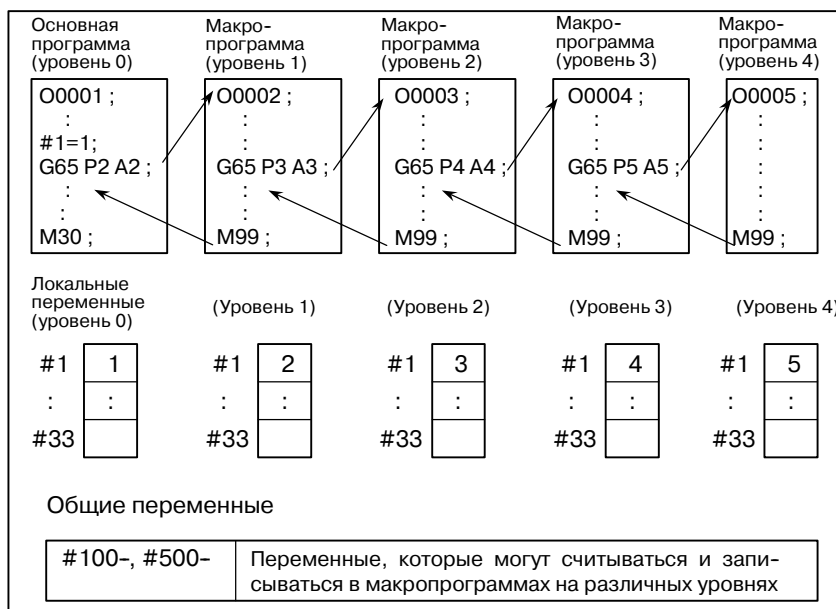 Основная программа (уровень 0)
Макро-программа (уровень 1)
Макро-программа (уровень 2)
Макро-программа (уровень 3)
Макро-программа (уровень 4)
O0001 ;
:
#1=1;
G65 P2 A2 ;
:
:
M30 ;
O0002 ;
:
:
G65 P3 A3 ;
:
:
M99 ;
O0003 ;
:
:
G65 P4 A4 ;
:
:
M99 ;
O0004 ;
:
:
G65 P5 A5 ;
:
:
M99 ;
O0005 ;
:
:
:
:
:
M99 ;
Локальные переменные (уровень 0)
(Уровень 1)
(Уровень 2)
(Уровень 3)
(Уровень 4)
#1 1 #1 2 #1 3 #1 4 #1 5
: : : : : : : : : :
#33 #33 #33 #33 #33
Общие переменные
#100-, #500-
Переменные, которые могут считываться и запи-
сываться в макропрограммах на различных уровнях